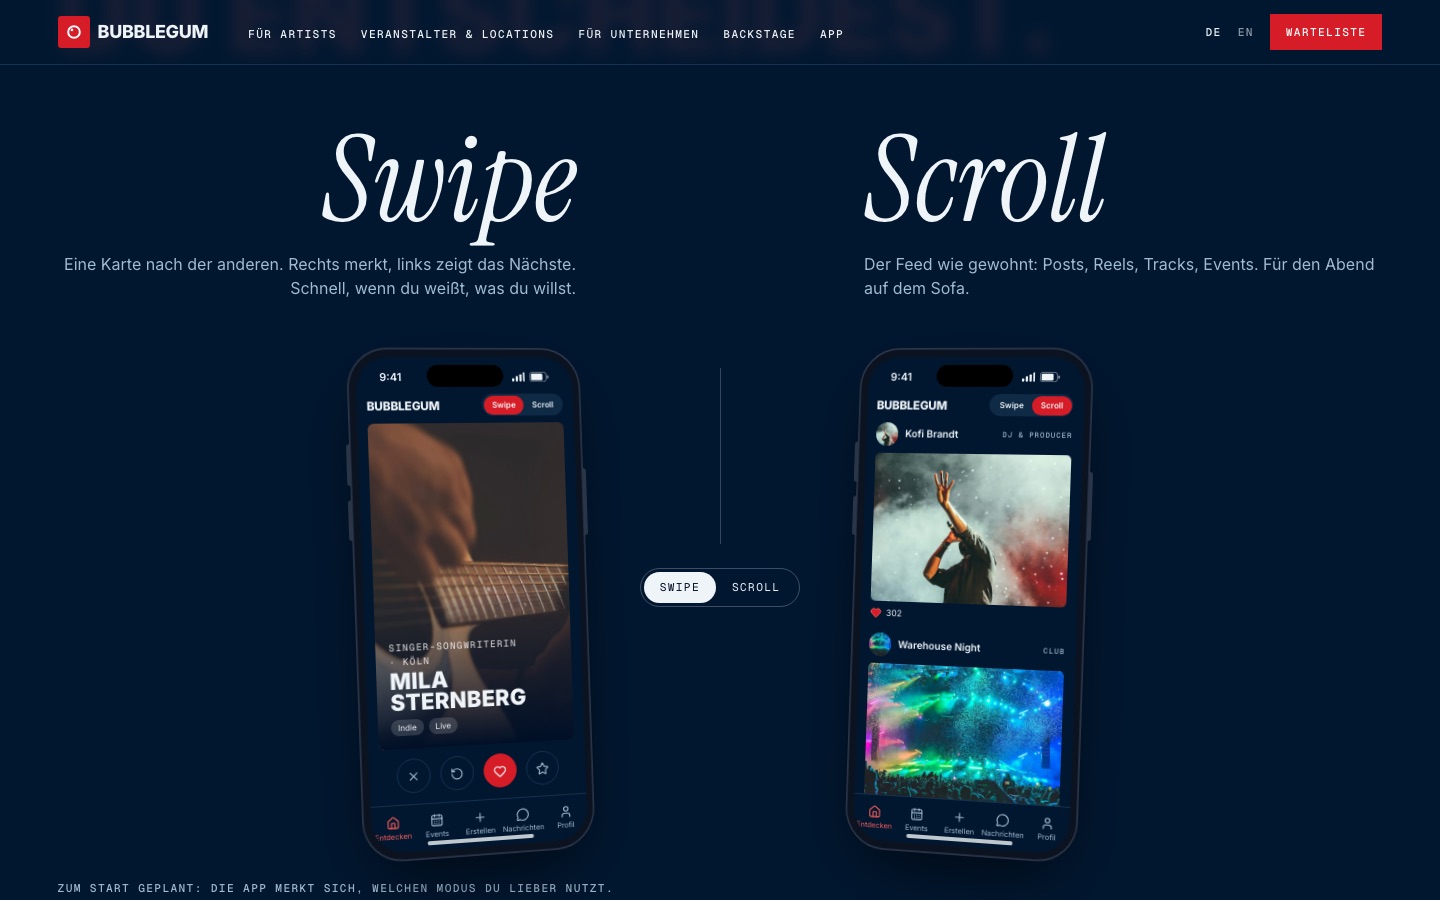 BUBBLEGUM
FÜR ARTISTS
VERANSTALTER & LOCATIONS
FÜR UNTERNEHMEN
BACKSTAGE
APP
DE
EN
WARTELISTE
Swipe
Eine Karte nach der anderen. Rechts merkt, links zeigt das Nächste.
Schnell, wenn du weißt, was du willst.
Scroll
Der Feed wie gewohnt: Posts, Reels, Tracks, Events. Für den Abend
auf dem Sofa.
9:41
BUBBLEGUM
Swipe
Scroll
SINGER-SONGWRITERIN
· KÖLN
MILA
STERNBERG
Indie
Live
Entdecken
Events
Erstellen
Nachrichten
Profil
SWIPE
SCROLL
9:41
BUBBLEGUM
Swipe
Scroll
Kofi Brandt
DJ & PRODUCER
302
Warehouse Night
CLUB
Entdecken
Events
Erstellen
Nachrichten
Profil
ZUM START GEPLANT: DIE APP MERKT SICH, WELCHEN MODUS DU LIEBER NUTZT.